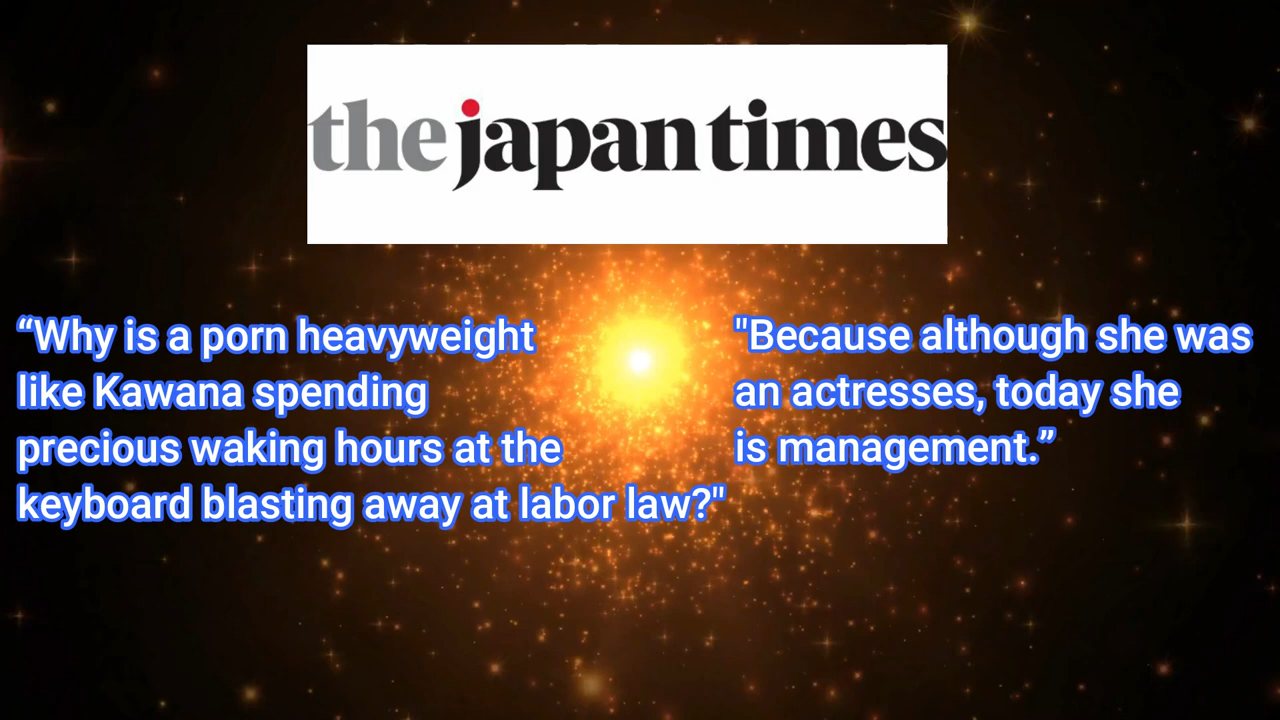 the japan times
“Why is a porn heavyweight
like Kawana spending
precious waking hours at the
keyboard blasting away at labor law?"
"Because although she was
an actresses, today she
is management.”